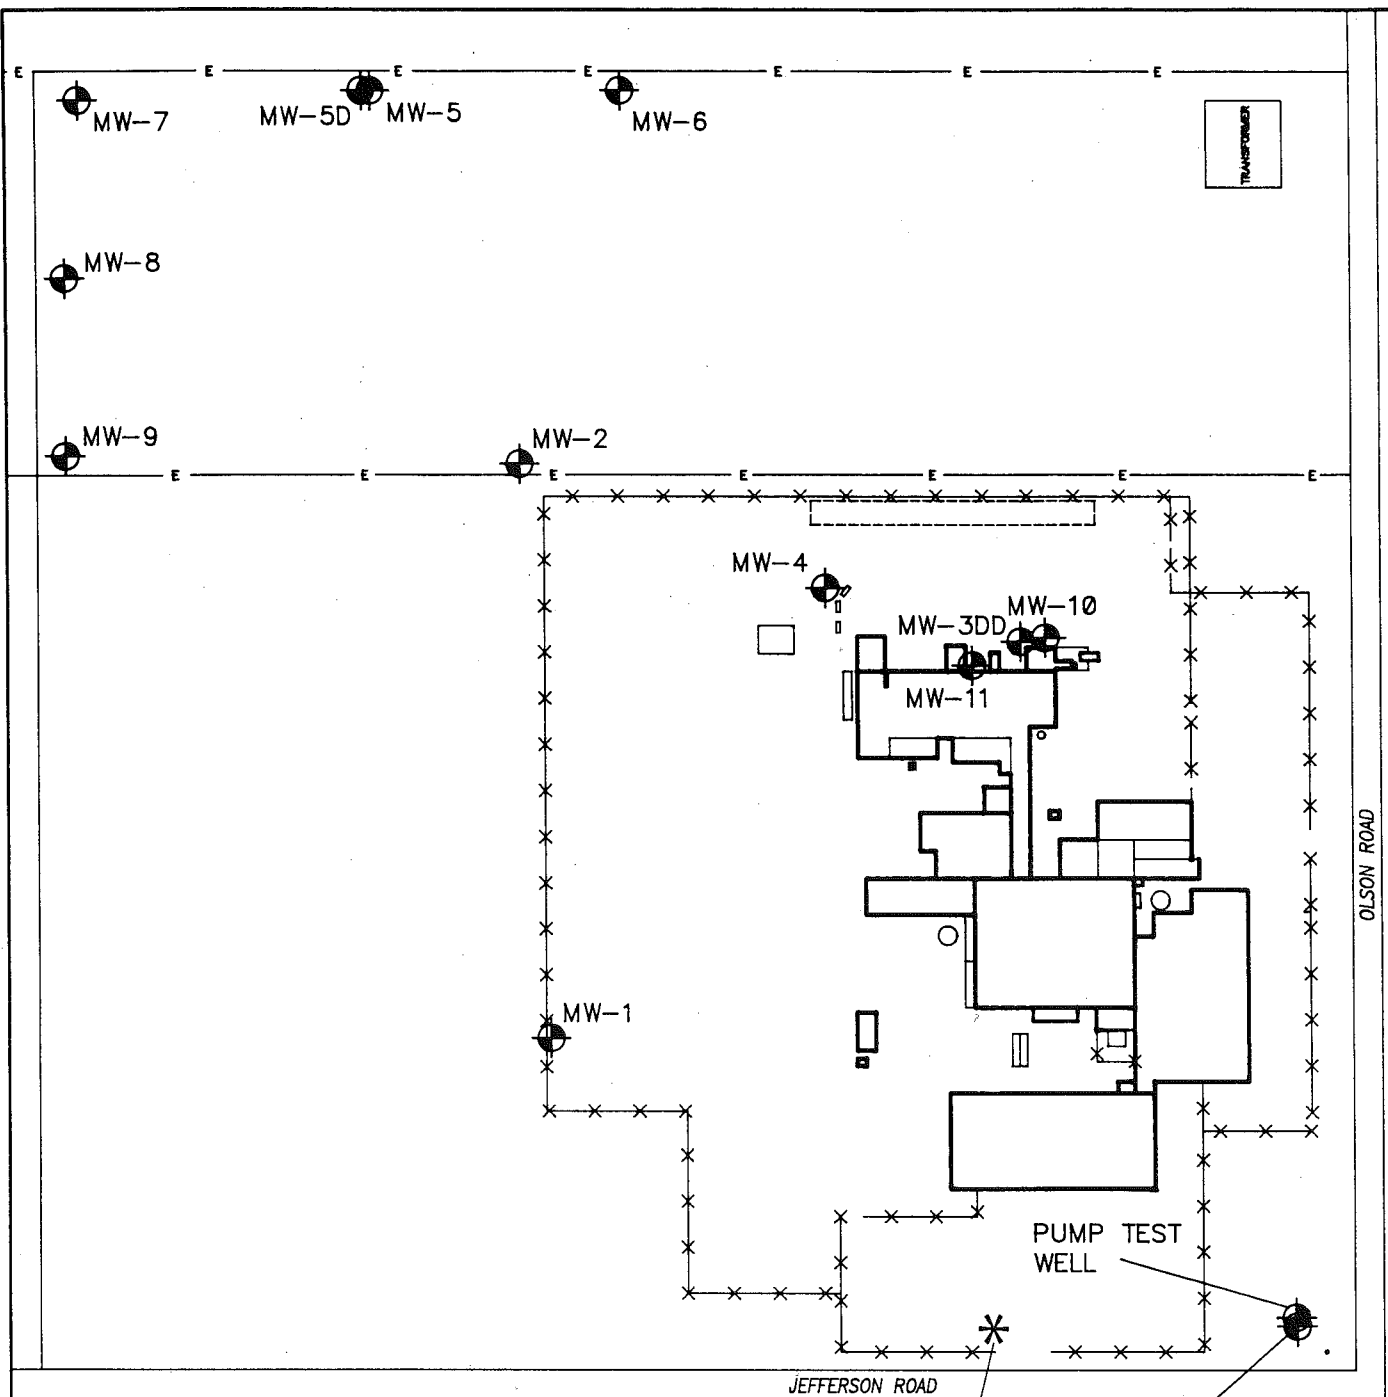 E E E E E E E
MW-7
MW-5D
MW-5
MW-6
TRANSFORMER
MW-8
MW-9
MW-2
E E E E E E E
MW-4
MW-10
MW-3DD
MW-11
OLSON ROAD
MW-1
PUMP TEST
WELL
JEFFERSON ROAD